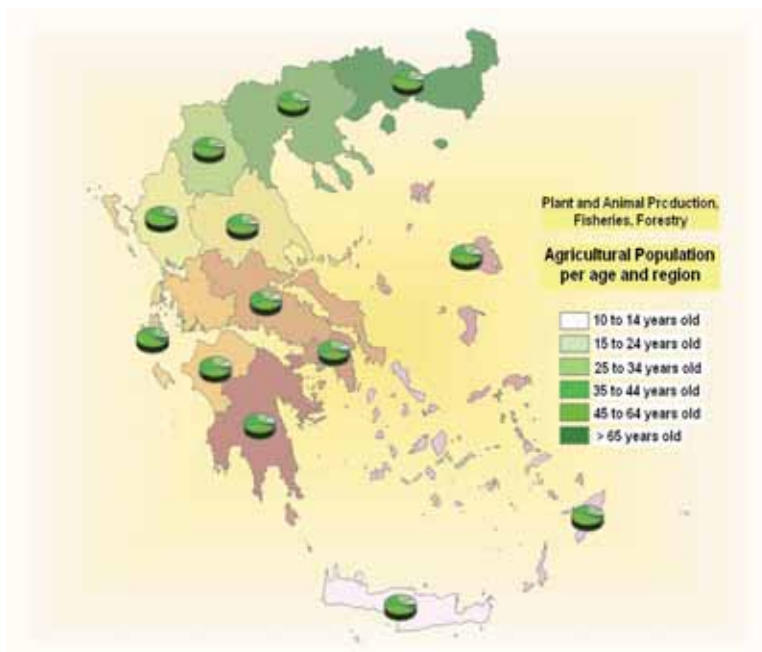 Plant and Animal Production,
Fisheries, Forestry
Agricultural Population
per age and region
10 to 14 years old
15 to 24 years old
25 to 34 years old
35 to 44 years old
45 to 64 years old
> 65 years old